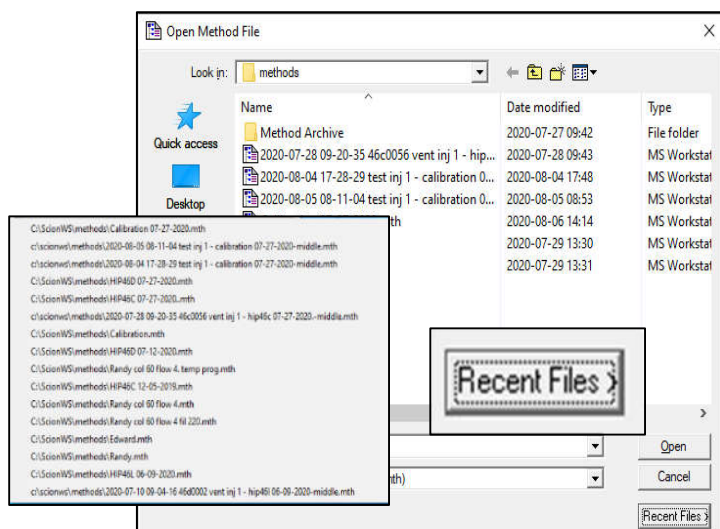 Open Method File
X
Look in: methods
Name Date modified Type
Quick access
Desktop
Method Archive 2020-07-27 09:42 File folder
2020-07-28 09-20-35 46c0056 vent inj 1 - hip... 2020-07-28 09:43 MS Workstat
2020-08-04 17-28-29 test inj 1 - calibration 0... 2020-08-04 17:48 MS Workstat
2020-08-05 08-11-04 test inj 1 - calibration 0... 2020-08-05 08:53 MS Workstat
th 2020-08-06 14:14 MS Workstat
2020-07-29 13:30 MS Workstat
2020-07-29 13:31 MS Workstat
C:\ScionWS\methods\Calibration 07-27-2020.mth
c:\scionws\methods\2020-08-05 08-11-04 test inj 1 - calibration 07-27-2020-middle.mth
c:\scionws\methods\2020-08-04 17-28-29 test inj 1 - calibration 07-27-2020-middle.mth
C:\ScionWS\methods\HIP46D 07-27-2020.mth
C:\ScionWS\methods\HIP46C 07-27-2020..mth
c:\scionws\methods\2020-07-28 09-20-35 46c0056 vent inj 1 - hip46c 07-27-2020.-middle.mth
C:\ScionWS\methods\Calibration.mth
C:\ScionWS\methods\HIP46D 07-12-2020.mth
C:\ScionWS\methods\Randy col 60 flow 4. temp prog.mth
C:\ScionWS\methods\HIP46C 12-05-2019.mth
C:\ScionWS\methods\Randy col 60 flow 4.mth
C:\ScionWS\methods\Randy col 60 flow 4 fil 220.mth
C:\ScionWS\methods\Edward.mth
C:\ScionWS\methods\Randy.mth
C:\ScionWS\methods\HIP46L 06-09-2020.mth
c:\scionws\methods\2020-07-10 09-04-16 46d0002 vent inj 1 - hip46l 06-09-2020-middle.mth
Recent Files >
Open
th) Cancel
Recent Files >